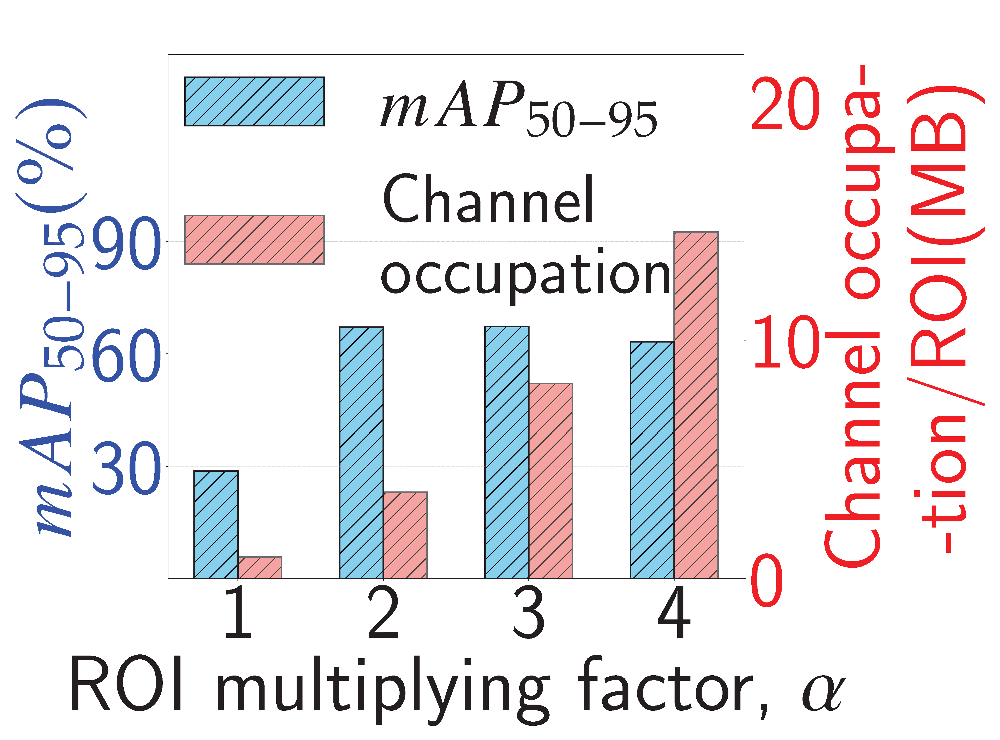 mAP50−95
Channel
occupation
mAP50−95(%)
90
60
30
20
10
0
Channel occupa-
-tion/ROI(MB)
1 2 3 4
ROI multiplying factor, α